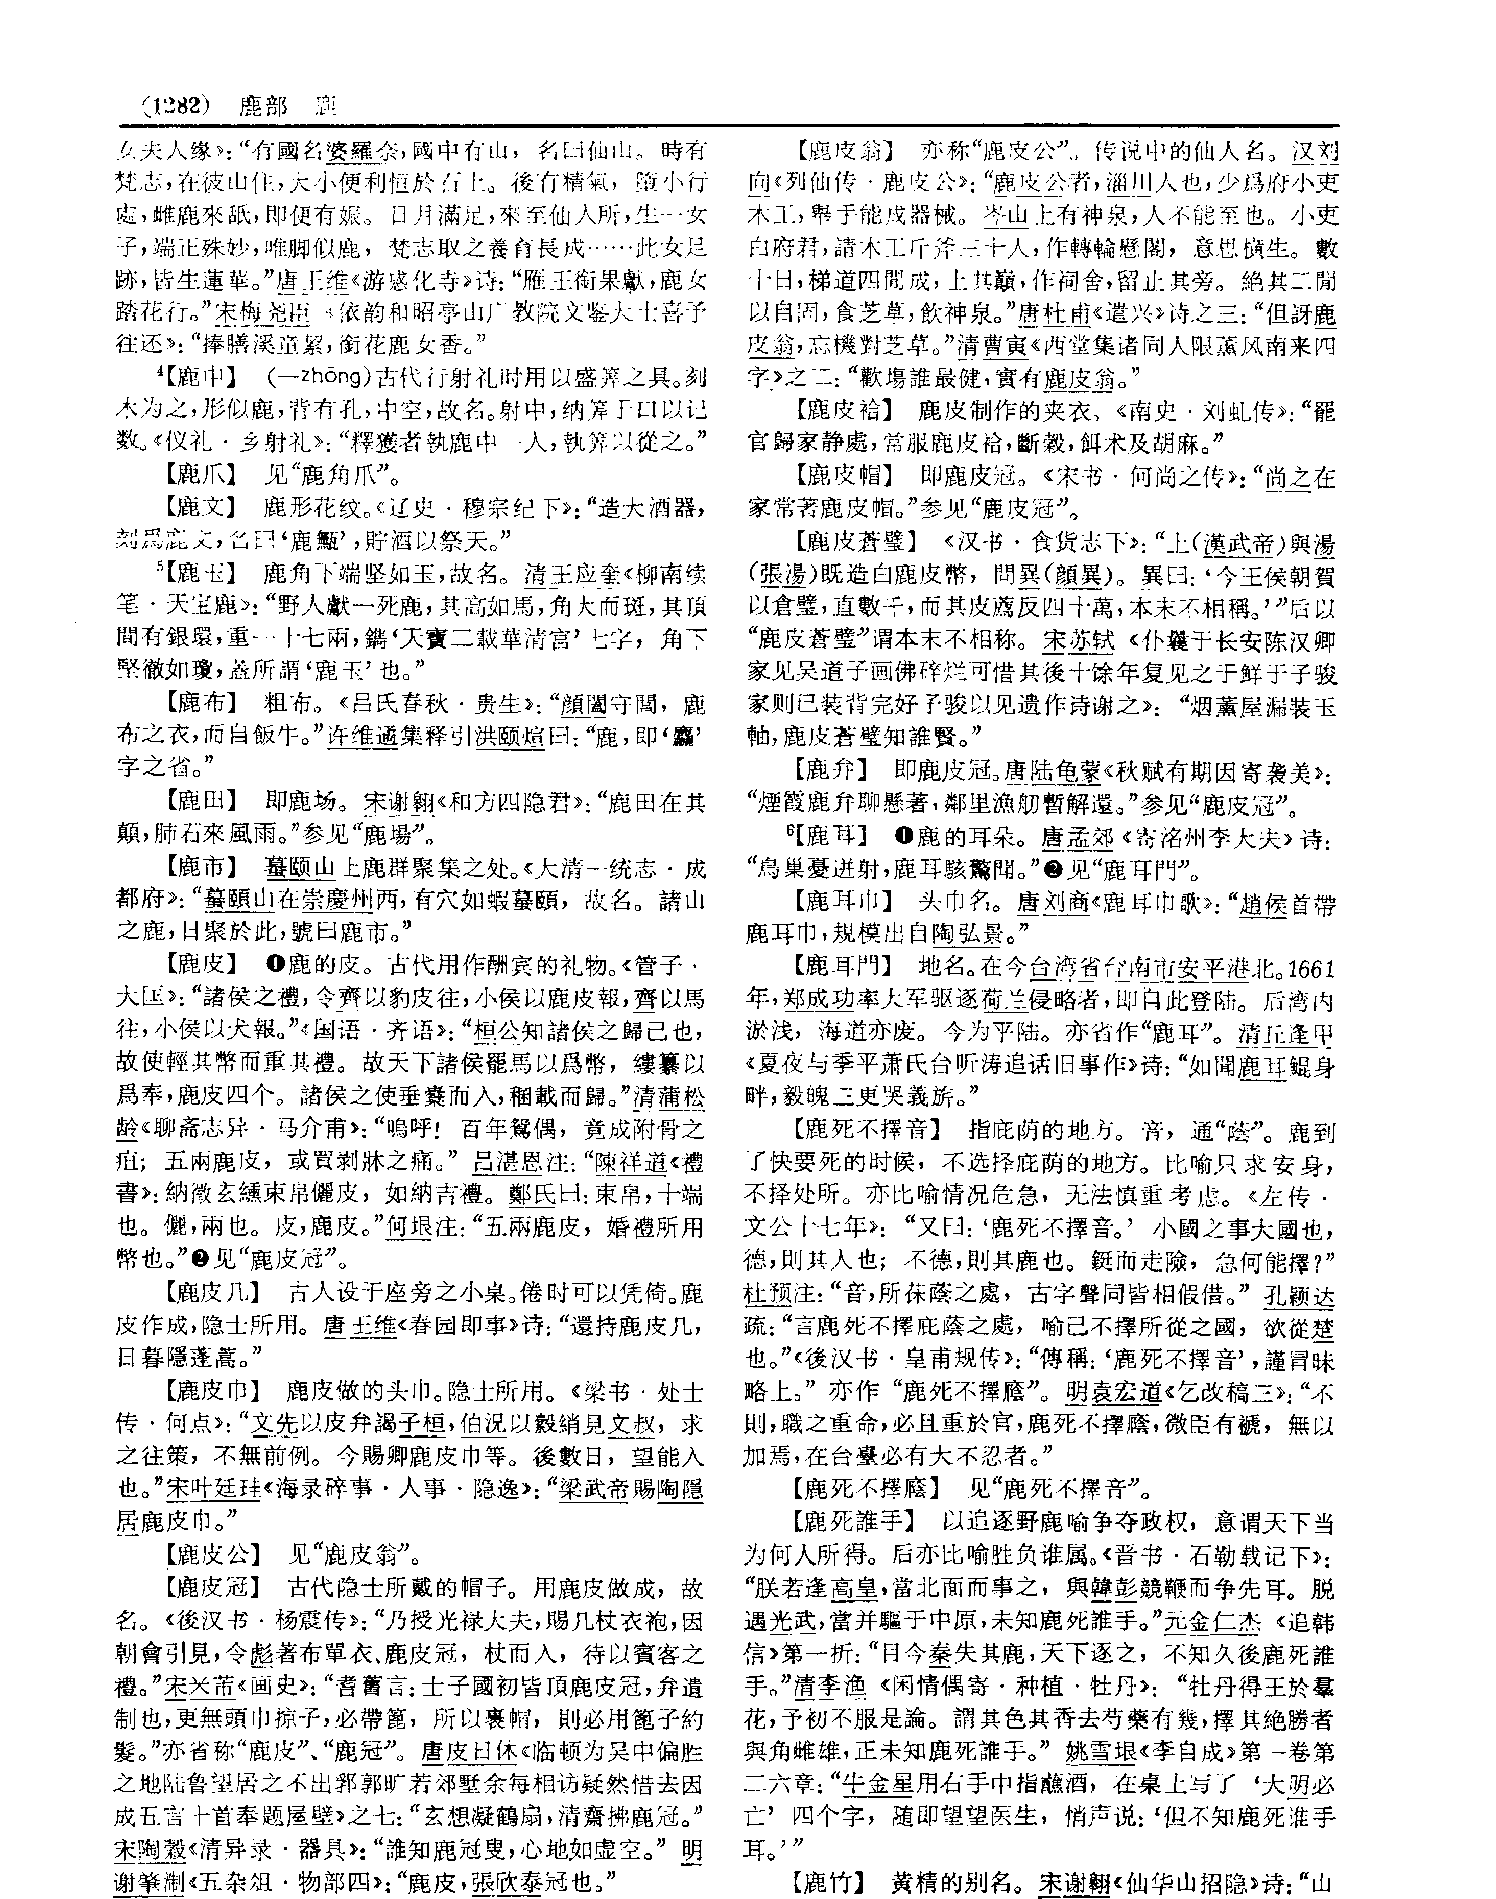 (1282) 鹿部 鹿
女夫人缘》：“有國名婆羅奈，國中有山，名曰仙山。時有
梵志，在彼山住，大小便利恒於石上。後有精氣，墮小行
處，雌鹿來舐，即便有娠。日月滿足，來至仙人所，生一女
子，端正殊妙，唯脚似鹿，梵志取之養育長成……此女足
跡，皆生蓮華。”唐王维《游感化寺》诗：“雁王銜果獻，鹿女
踏花行。”宋梅尧臣《依韵和昭亭山广教院文鉴大士喜予
往还》：“捧膳溪童絜，銜花鹿女香。”
⁴【鹿中】 (—zhōng)古代行射礼时用以盛筭之具。刻
木为之，形似鹿，背有孔，中空，故名。射中，纳筭于口以记
数。《仪礼·乡射礼》：“釋獲者執鹿中一人，執筭以從之。”
【鹿爪】 见“鹿角爪”。
【鹿文】 鹿形花纹。《辽史·穆宗纪下》：“造大酒器，
刻爲鹿文，名曰‘鹿甒’，貯酒以祭天。”
⁵【鹿玉】 鹿角下端坚如玉，故名。清王应奎《柳南续
笔·天宝鹿》：“野人獻一死鹿，其高如馬，角大而斑，其頂
間有銀環，重一十七兩，鐫‘天寶二載華清宮’七字，角下
堅徹如瓊，蓋所謂‘鹿玉’也。”
【鹿布】 粗布。《吕氏春秋·贵生》：“顔闔守閭，鹿
布之衣，而自飯牛。”许维遹集释引洪颐煊曰：“鹿，即‘麤’
字之省。”
【鹿田】 即鹿场。宋谢翱《和方四隐君》：“鹿田在其
顛，肺石來風雨。”参见“鹿場”。
【鹿市】 蟇颐山上鹿群聚集之处。《大清一统志·成
都府》：“蟇頤山在崇慶州西，有穴如蝦蟇頤，故名。諸山
之鹿，日聚於此，號曰鹿市。”
【鹿皮】 ❶鹿的皮。古代用作酬宾的礼物。《管子·
大匡》：“諸侯之禮，令齊以豹皮往，小侯以鹿皮報，齊以馬
往，小侯以犬報。”《国语·齐语》：“桓公知諸侯之歸己也，
故使輕其幣而重其禮。故天下諸侯罷馬以爲幣，縷纂以
爲奉，鹿皮四个。諸侯之使垂櫜而入，稛載而歸。”清蒲松
龄《聊斋志异·马介甫》：“嗚呼！百年鴛偶，竟成附骨之
疽；五兩鹿皮，或買剥牀之痛。”吕湛恩注：“陳祥道《禮
書》：納徵玄纁束帛儷皮，如納吉禮。鄭氏曰：束帛，十端
也。儷，兩也。皮，鹿皮。”何垠注：“五兩鹿皮，婚禮所用
幣也。”❷见“鹿皮冠”。
【鹿皮几】 古人设于座旁之小桌。倦时可以凭倚。鹿
皮作成，隐士所用。唐王维《春园即事》诗：“還持鹿皮几，
日暮隱蓬蒿。”
【鹿皮巾】 鹿皮做的头巾。隐士所用。《梁书·处士
传·何点》：“文先以皮弁謁子桓，伯況以縠綃見文叔，求
之往策，不無前例。今賜卿鹿皮巾等。後數日，望能入
也。”宋叶廷珪《海录碎事·人事·隐逸》：“梁武帝賜陶隱
居鹿皮巾。”
【鹿皮公】 见“鹿皮翁”。
【鹿皮冠】 古代隐士所戴的帽子。用鹿皮做成，故
名。《後汉书·杨震传》：“乃授光禄大夫，賜几杖衣袍，因
朝會引見，令彪著布單衣、鹿皮冠，杖而入，待以賓客之
禮。”宋米芾《画史》：“耆舊言：士子國初皆頂鹿皮冠，弁遺
制也，更無頭巾掠子，必帶篦，所以裹帽，則必用篦子約
髮。”亦省称“鹿皮”、“鹿冠”。唐皮日休《临顿为吴中偏胜
之地陆鲁望居之不出郛郭旷若郊墅余每相访疑然惜去因
成五言十首奉题屋壁》之七：“玄想凝鶴扇，清齋拂鹿冠。”
宋陶穀《清异录·器具》：“誰知鹿冠叟，心地如虚空。”明
谢肇淛《五杂俎·物部四》：“鹿皮，張欣泰冠也。”
【鹿皮翁】 亦称“鹿皮公”。传说中的仙人名。汉刘
向《列仙传·鹿皮公》：“鹿皮公者，淄川人也，少爲府小吏
木工，舉手能成器械。岑山上有神泉，人不能至也。小吏
白府君，請木工斤斧三十人，作轉輪懸閣，意思横生。數
十日，梯道四間成，上其巔，作祠舍，留止其旁。絶其二間
以自固，食芝草，飲神泉。”唐杜甫《遣兴》诗之三：“但訝鹿
皮翁，忘機對芝草。”清曹寅《西堂集诸同人限薰风南来四
字》之二：“歡場誰最健，實有鹿皮翁。”
【鹿皮袷】 鹿皮制作的夹衣、《南史·刘虬传》：“罷
官歸家静處，常服鹿皮袷，斷穀，餌术及胡麻。”
【鹿皮帽】 即鹿皮冠。《宋书·何尚之传》：“尚之在
家常著鹿皮帽。”参见“鹿皮冠”。
【鹿皮蒼璧】 《汉书·食货志下》：“上(漢武帝)與湯
(張湯)既造白鹿皮幣，問異(顔異)。異曰：‘今王侯朝賀
以倉璧，直數千，而其皮薦反四十萬，本末不相稱。’”后以
“鹿皮蒼璧”谓本末不相称。宋苏轼《仆曩于长安陈汉卿
家见吴道子画佛碎烂可惜其後十馀年复见之于鲜于子骏
家则已装背完好子骏以见遗作诗谢之》：“烟薰屋漏裝玉
軸，鹿皮蒼璧知誰賢。”
【鹿弁】 即鹿皮冠。唐陆龟蒙《秋赋有期因寄袭美》：
“煙霞鹿弁聊懸著，鄰里漁舠暫解還。”参见“鹿皮冠”。
⁶【鹿耳】 ❶鹿的耳朵。唐孟郊《寄洺州李大夫》诗：
“鳥巢憂迸射，鹿耳駭驚聞。”❷见“鹿耳門”。
【鹿耳巾】 头巾名。唐刘商《鹿耳巾歌》：“趙侯首帶
鹿耳巾，規模出自陶弘景。”
【鹿耳門】 地名。在今台湾省台南市安平港北。1661
年，郑成功率大军驱逐荷兰侵略者，即自此登陆。后湾内
淤浅，海道亦废。今为平陆。亦省作“鹿耳”。清丘逢甲
《夏夜与季平萧氏台听涛追话旧事作》诗：“如聞鹿耳鯤身
畔，毅魄三更哭義旂。”
【鹿死不擇音】 指庇荫的地方。音，通“蔭”。鹿到
了快要死的时候，不选择庇荫的地方。比喻只求安身，
不择处所。亦比喻情况危急，无法慎重考虑。《左传·
文公十七年》：“又曰：‘鹿死不擇音。’小國之事大國也，
德，則其人也；不德，則其鹿也。鋌而走險，急何能擇？”
杜预注：“音，所茠蔭之處，古字聲同皆相假借。”孔颖达
疏：“言鹿死不擇庇蔭之處，喻己不擇所從之國，欲從楚
也。”《後汉书·皇甫规传》：“傳稱：‘鹿死不擇音’，謹冒昧
略上。”亦作“鹿死不擇廕”。明袁宏道《乞改稿三》：“不
則，職之重命，必且重於官，鹿死不擇廕，微臣有褫，無以
加焉，在台臺必有大不忍者。”
【鹿死不擇廕】 见“鹿死不擇音”。
【鹿死誰手】 以追逐野鹿喻争夺政权，意谓天下当
为何人所得。后亦比喻胜负谁属。《晋书·石勒载记下》：
“朕若逢高皇，當北面而事之，與韓彭競鞭而争先耳。脱
遇光武，當并驅于中原，未知鹿死誰手。”元金仁杰《追韩
信》第一折：“日今秦失其鹿，天下逐之，不知久後鹿死誰
手。”清李渔《闲情偶寄·种植·牡丹》：“牡丹得王於羣
花，予初不服是論。謂其色其香去芍藥有幾，擇其絶勝者
與角雌雄，正未知鹿死誰手。”姚雪垠《李自成》第一卷第
二六章：“牛金星用右手中指蘸酒，在桌上写了‘大明必
亡’四个字，随即望望医生，悄声说：‘但不知鹿死谁手
耳。’”
【鹿竹】 黄精的别名。宋谢翱《仙华山招隐》诗：“山